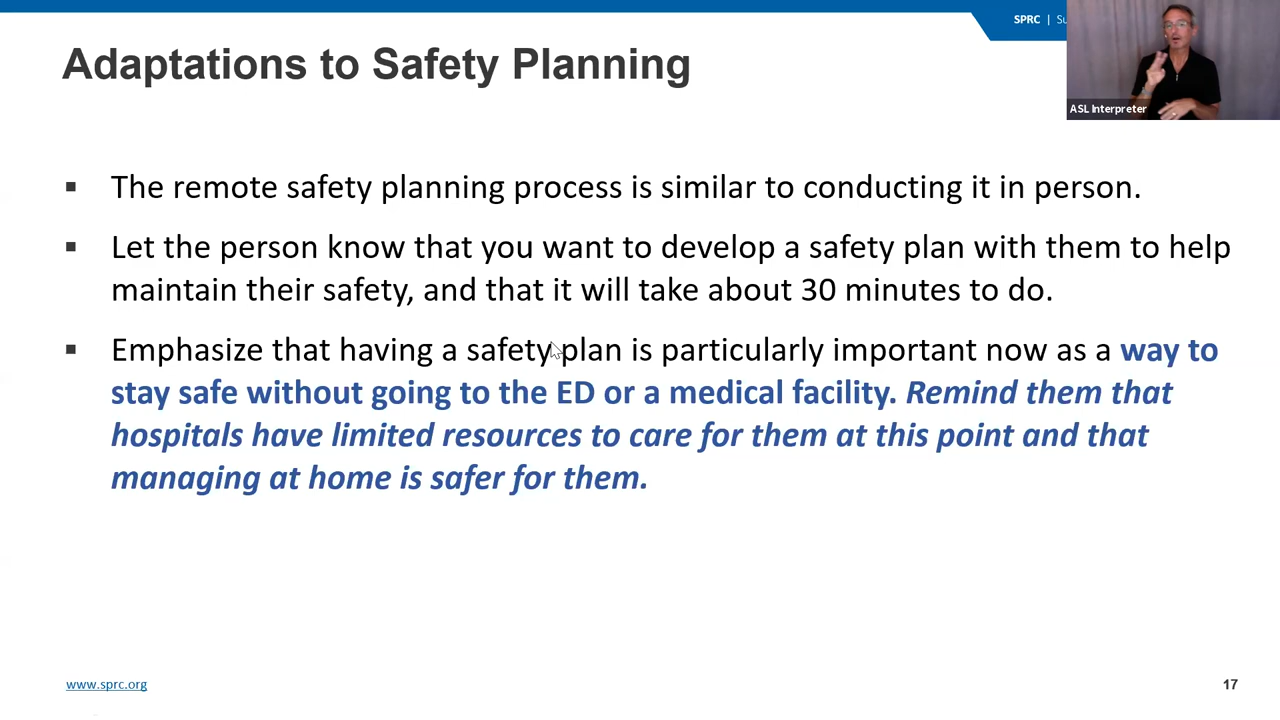 SPRC | Su
Adaptations to Safety Planning
ASL Interpreter
▪ The remote safety planning process is similar to conducting it in person.
▪ Let the person know that you want to develop a safety plan with them to help
maintain their safety, and that it will take about 30 minutes to do.
▪ Emphasize that having a safety plan is particularly important now as a way to
stay safe without going to the ED or a medical facility. Remind them that
hospitals have limited resources to care for them at this point and that
managing at home is safer for them.
www.sprc.org
17